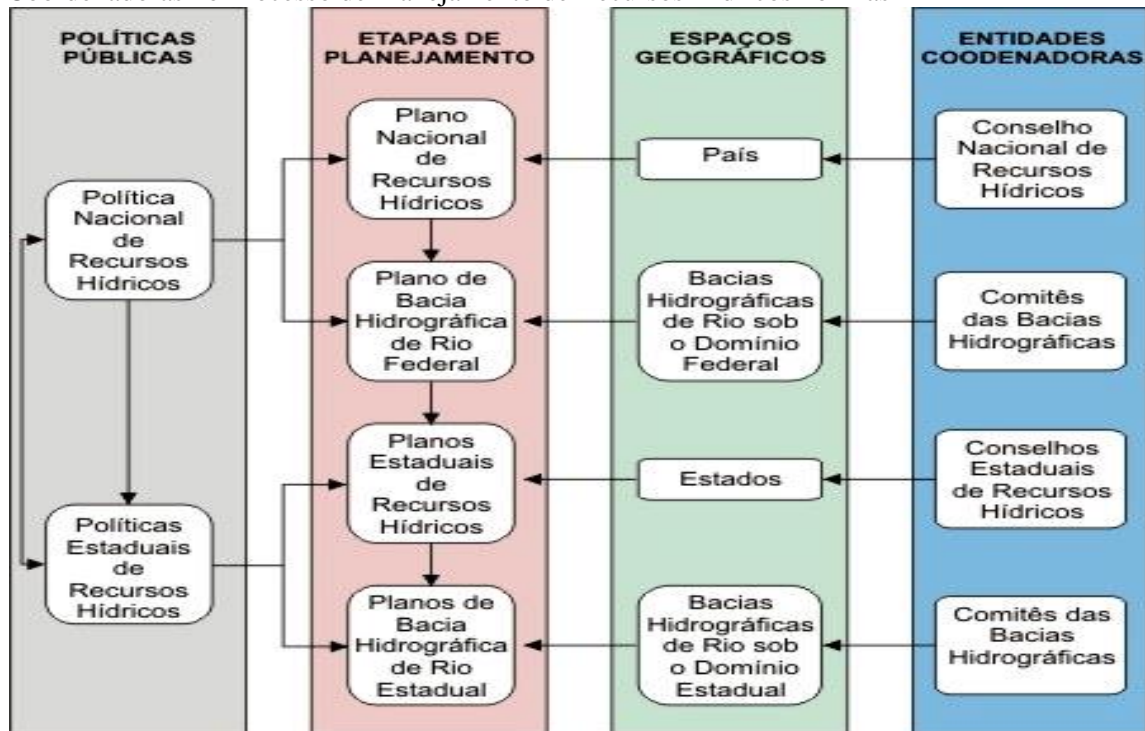 POLÍTICAS
PÚBLICAS
ETAPAS DE
PLANEJAMENTO
ESPAÇOS
GEOGRÁFICOS
ENTIDADES
COODENADORAS
Política
Nacional
de
Recursos
Hídricos
Políticas
Estaduais
de
Recursos
Hídricos
Plano
Nacional
de
Recursos
Hídricos
Plano de
Bacia
Hidrográfica
de Rio
Federal
Planos
Estaduais
de
Recursos
Hídricos
Planos de
Bacia
Hidrográfica
de Rio
Estadual
País
Bacias
Hidrográficas
de Rio sob
o Domínio
Federal
Estados
Bacias
Hidrográficas
de Rio sob
o Domínio
Estadual
Conselho
Nacional de
Recursos
Hídricos
Comitês
das Bacias
Hidrográficas
Conselhos
Estaduais
de Recursos
Hídricos
Comitês das
Bacias
Hidrográficas